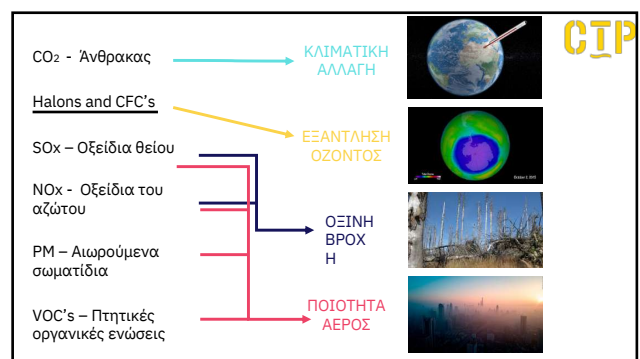 CO₂ - Άνθρακας
Halons and CFC's
SOx – Οξείδια θείου
NOx - Οξείδια του
αζώτου
PM – Αιωρούμενα
σωματίδια
VOC's – Πτητικές
οργανικές ενώσεις
ΚΛΙΜΑΤΙΚΗ
ΑΛΛΑΓΗ
ΕΞΑΝΤΛΗΣΗ
ΟΖΟΝΤΟΣ
ΟΞΙΝΗ
ΒΡΟΧ
Η
ΠΟΙΟΤΗΤΑ
ΑΕΡΟΣ
CTP